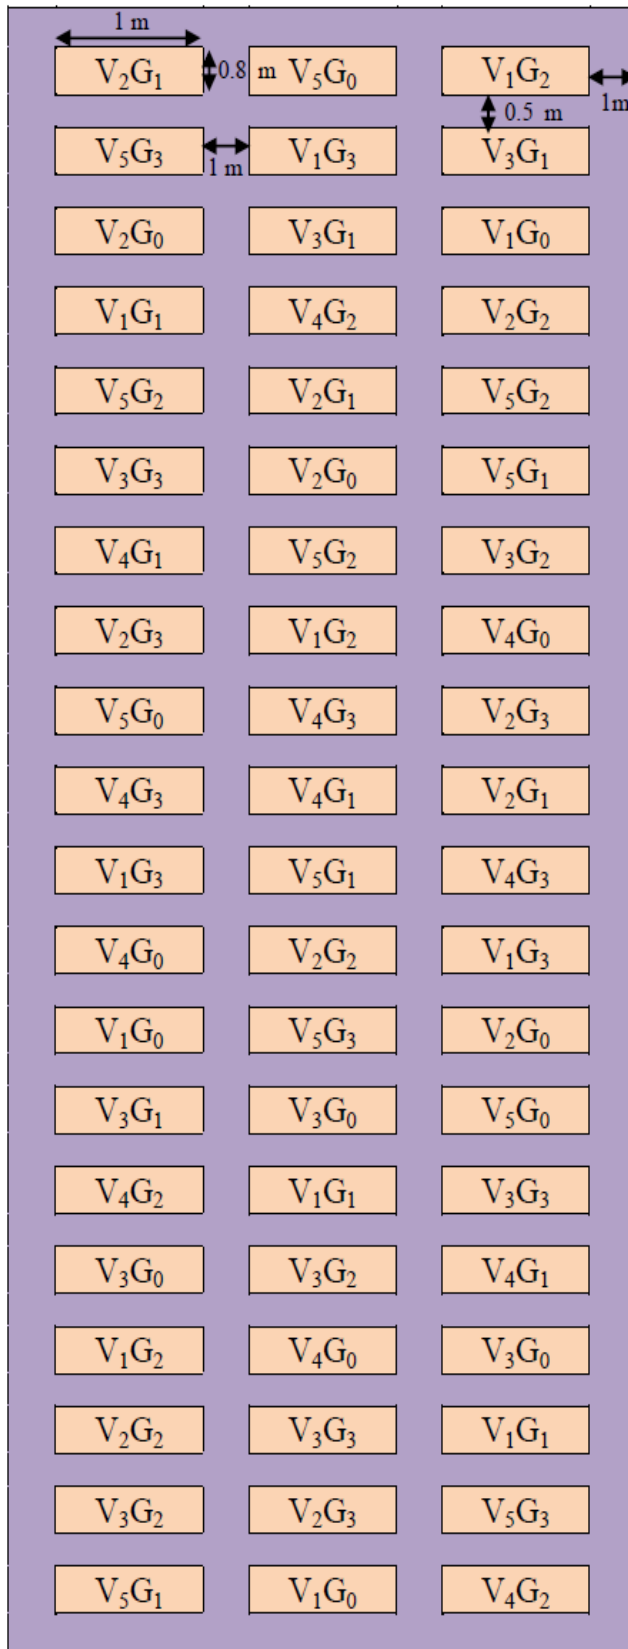 1 m
V₂G₁ 0.8 m V₅G₀ V₁G₂ 1m
0.5 m
V₅G₃ 1 m V₁G₃ V₃G₁
V₂G₀ V₃G₁ V₁G₀
V₁G₁ V₄G₂ V₂G₂
V₅G₂ V₂G₁ V₅G₂
V₃G₃ V₂G₀ V₅G₁
V₄G₁ V₅G₂ V₃G₂
V₂G₃ V₁G₂ V₄G₀
V₅G₀ V₄G₃ V₂G₃
V₄G₃ V₄G₁ V₂G₁
V₁G₃ V₅G₁ V₄G₃
V₄G₀ V₂G₂ V₁G₃
V₁G₀ V₅G₃ V₂G₀
V₃G₁ V₃G₀ V₅G₀
V₄G₂ V₁G₁ V₃G₃
V₃G₀ V₃G₂ V₄G₁
V₁G₂ V₄G₀ V₃G₀
V₂G₂ V₃G₃ V₁G₁
V₃G₂ V₂G₃ V₅G₃
V₅G₁ V₁G₀ V₄G₂